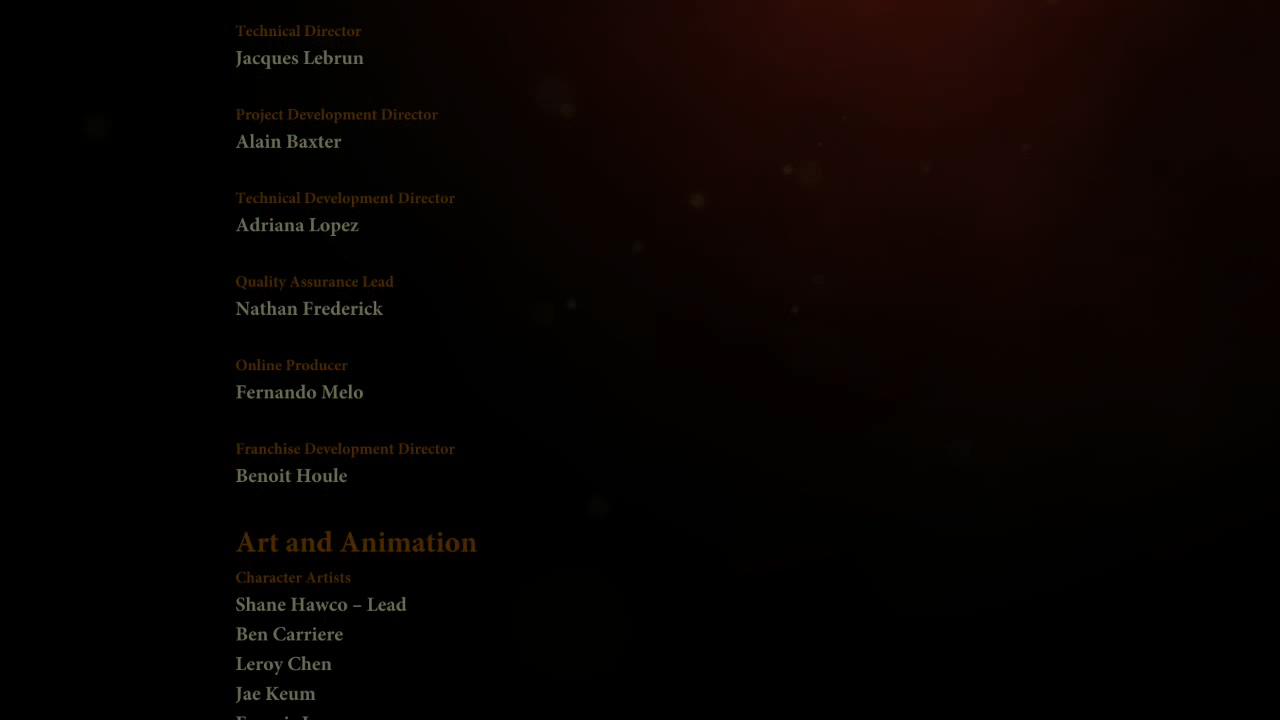 Technical Director
Jacques Lebrun
Project Development Director
Alain Baxter
Technical Development Director
Adriana Lopez
Quality Assurance Lead
Nathan Frederick
Online Producer
Fernando Melo
Franchise Development Director
Benoit Houle
Art and Animation
Character Artists
Shane Hawco – Lead
Ben Carriere
Leroy Chen
Jae Keum